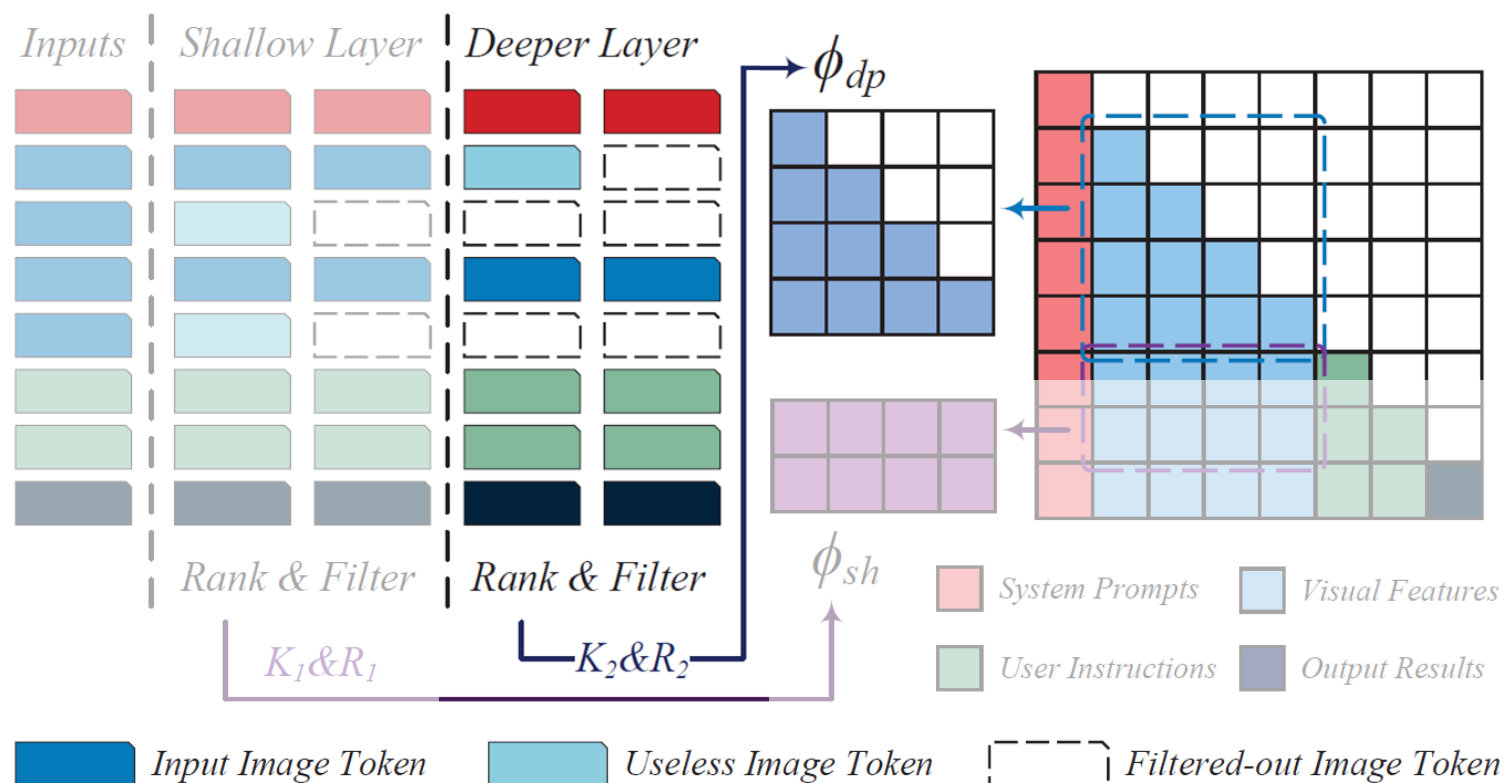 Inputs
Shallow Layer
Deeper Layer
ϕdp
Rank & Filter
Rank & Filter
ϕsh
K1&R1
K2&R2
System Prompts
Visual Features
User Instructions
Output Results
Input Image Token
Useless Image Token
Filtered-out Image Token